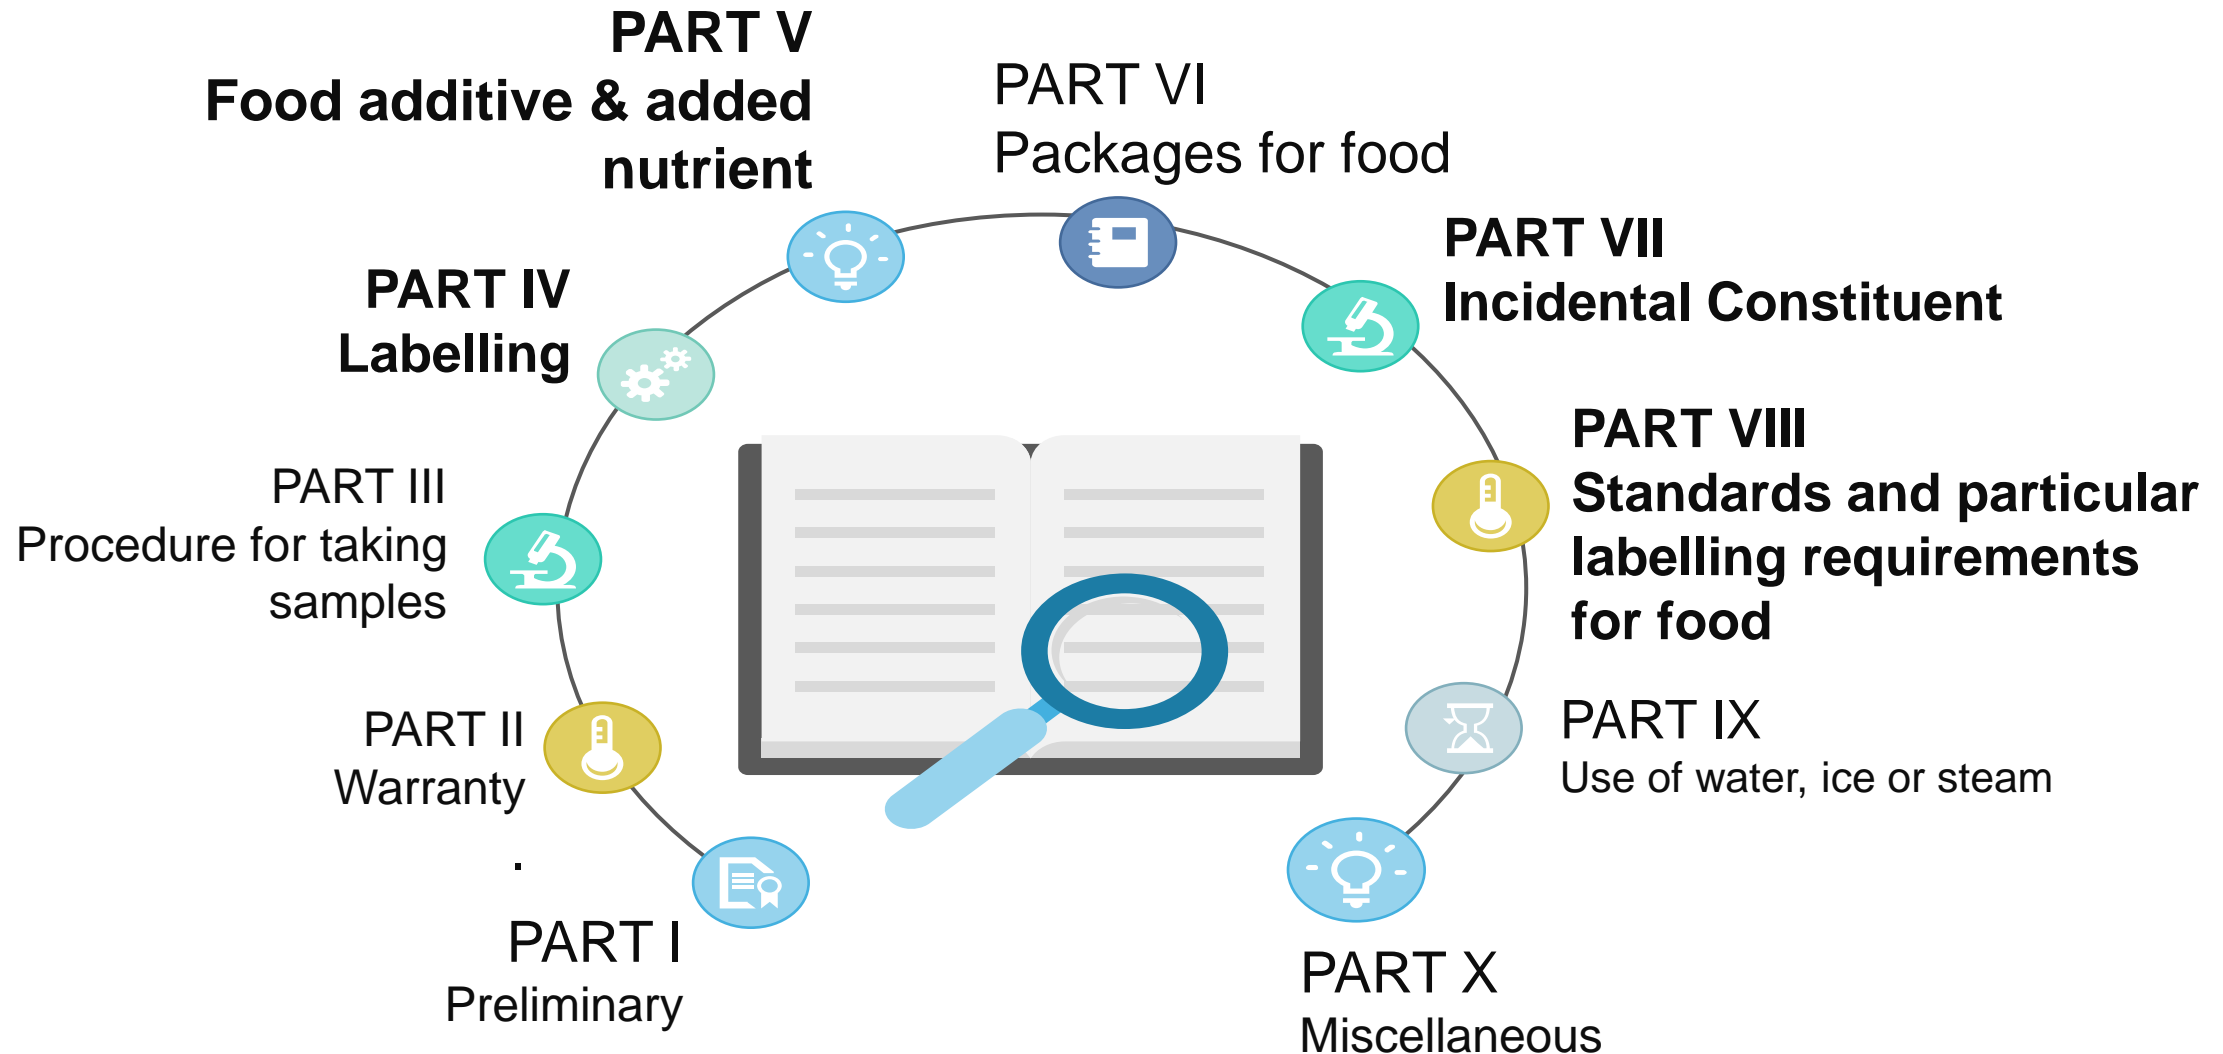 PART V
Food additive & added
nutrient
PART VI
Packages for food
PART VII
Incidental Constituent
PART IV
Labelling
PART VIII
Standards and particular
labelling requirements
for food
PART III
Procedure for taking
samples
PART II
Warranty
.
PART IX
Use of water, ice or steam
PART I
Preliminary
PART X
Miscellaneous